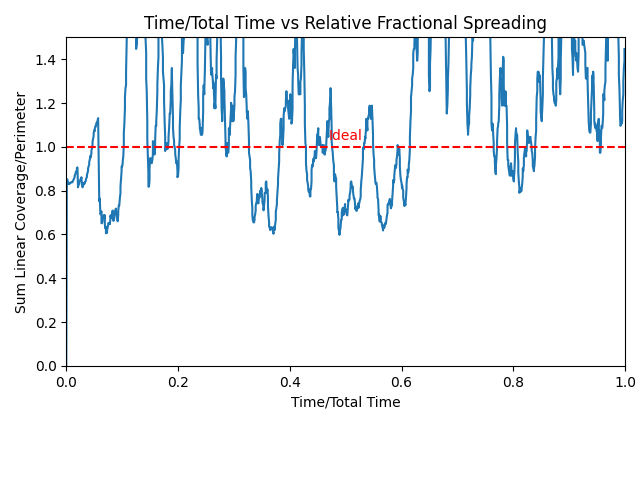 Time/Total Time vs Relative Fractional Spreading
Sum Linear Coverage/Perimeter
1.4
1.2
1.0
0.8
0.6
0.4
0.2
0.0
Ideal
0.0 0.2 0.4 0.6 0.8 1.0
Time/Total Time